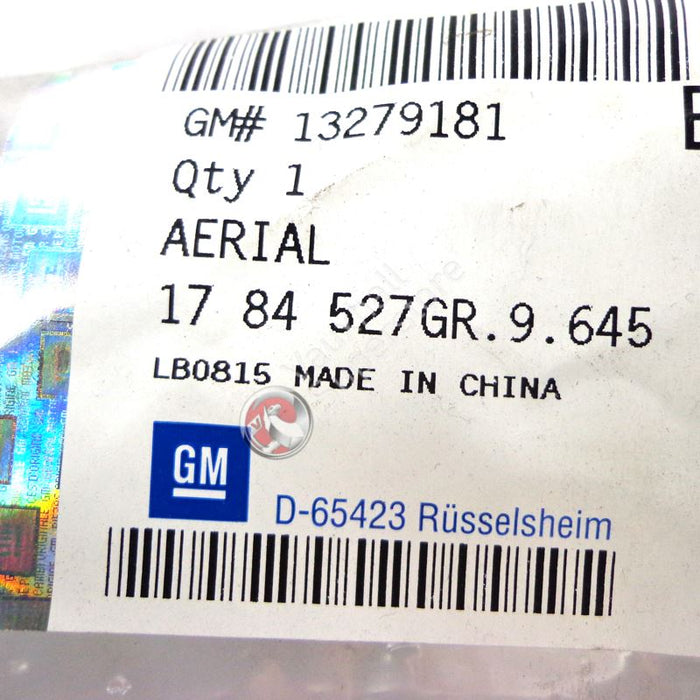 GM# 13279181
Qty 1
AERIAL
17 84 527GR.9.645
LB0815 MADE IN CHINA
GM
D-65423 Rüsselsheim